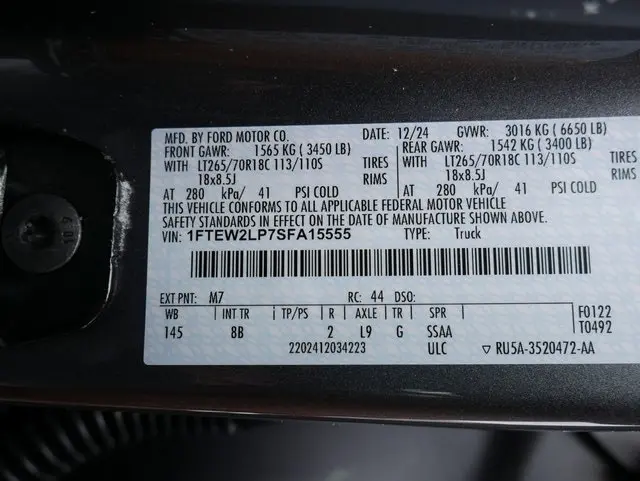 MFD. BY FORD MOTOR CO. DATE: 12/24 GVWR: 3016 KG ( 6650 LB)
FRONT GAWR: 1565 KG ( 3450 LB) REAR GAWR: 1542 KG ( 3400 LB)
WITH LT265/70R18C 113/110S TIRES WITH LT265/70R18C 113/110S TIRES
18x8.5J RIMS 18x8.5J RIMS
AT 280 kPa/ 41 PSI COLD AT 280 kPa/ 41 PSI COLD
THIS VEHICLE CONFORMS TO ALL APPLICABLE FEDERAL MOTOR VEHICLE
SAFETY STANDARDS IN EFFECT ON THE DATE OF MANUFACTURE SHOWN ABOVE.
VIN: 1FTEW2LP7SFA15555 TYPE: Truck
EXT PNT: M7 RC: 44 DSO:
WB INT TR TP/PS R AXLE TR SPR F0122
145 8B 2 L9 G SSAA T0492
2202412034223 ULC ▽ RU5A-3520472-AA
10 9